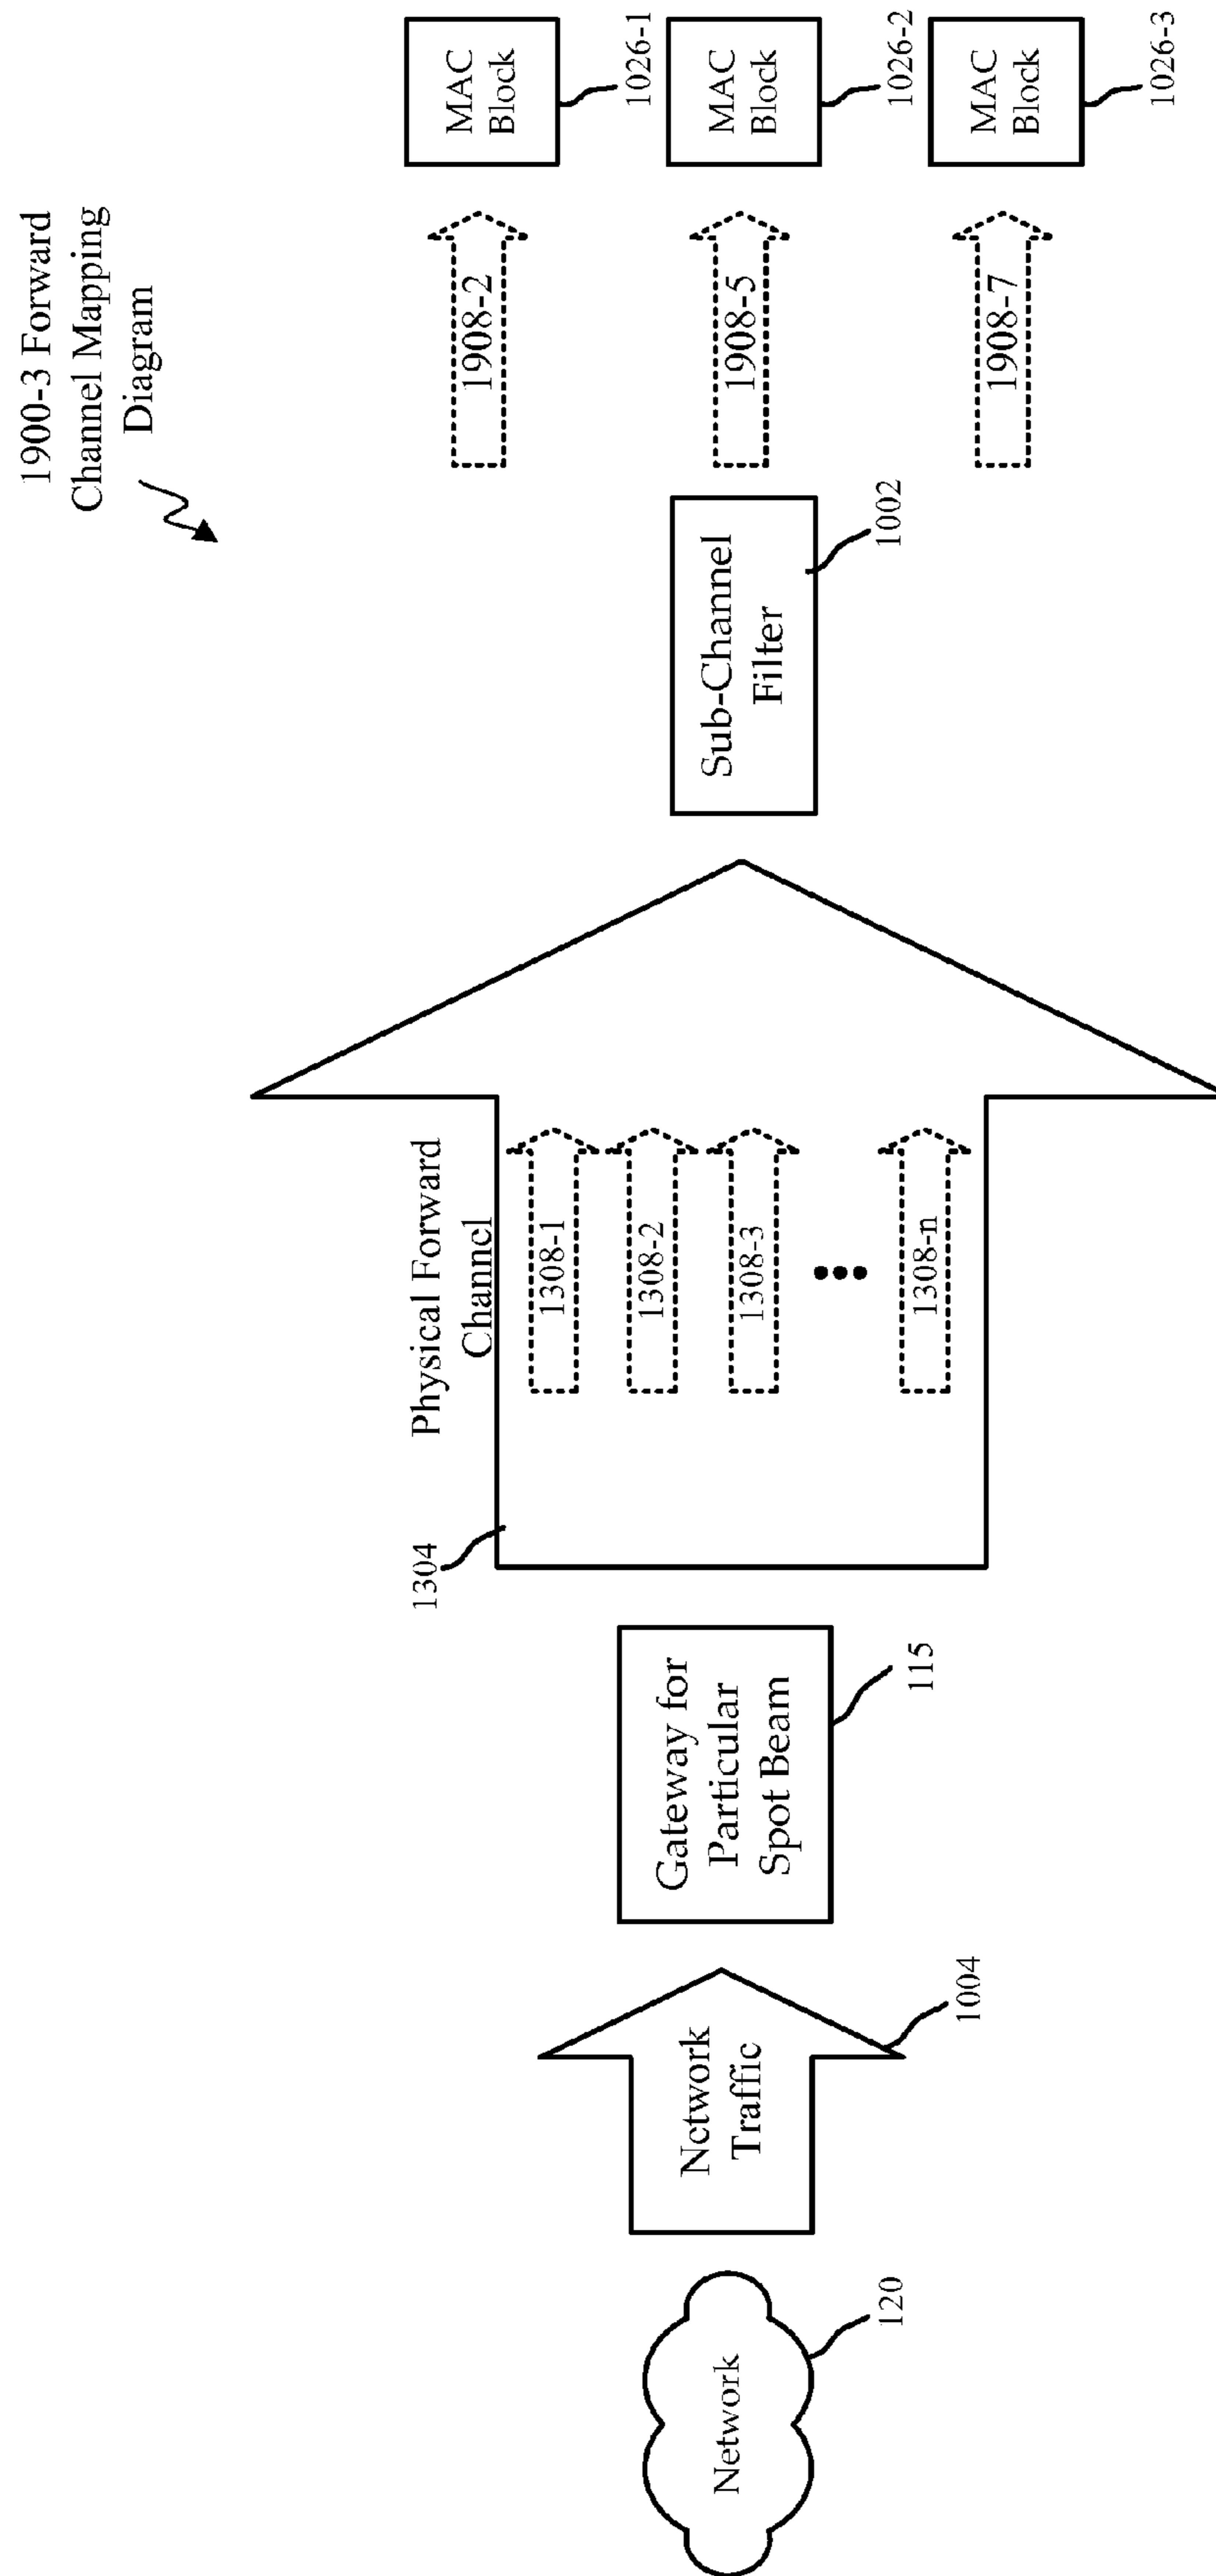 1900-3 Forward
Channel Mapping
Diagram
Network
120
Network
Traffic
1004
Gateway for
Particular
Spot Beam
115
1304
Physical Forward
Channel
1308-1
1308-2
1308-3
1308-n
Sub-Channel
Filter
1002
1908-2
1908-5
1908-7
MAC
Block
1026-1
MAC
Block
1026-2
MAC
Block
1026-3